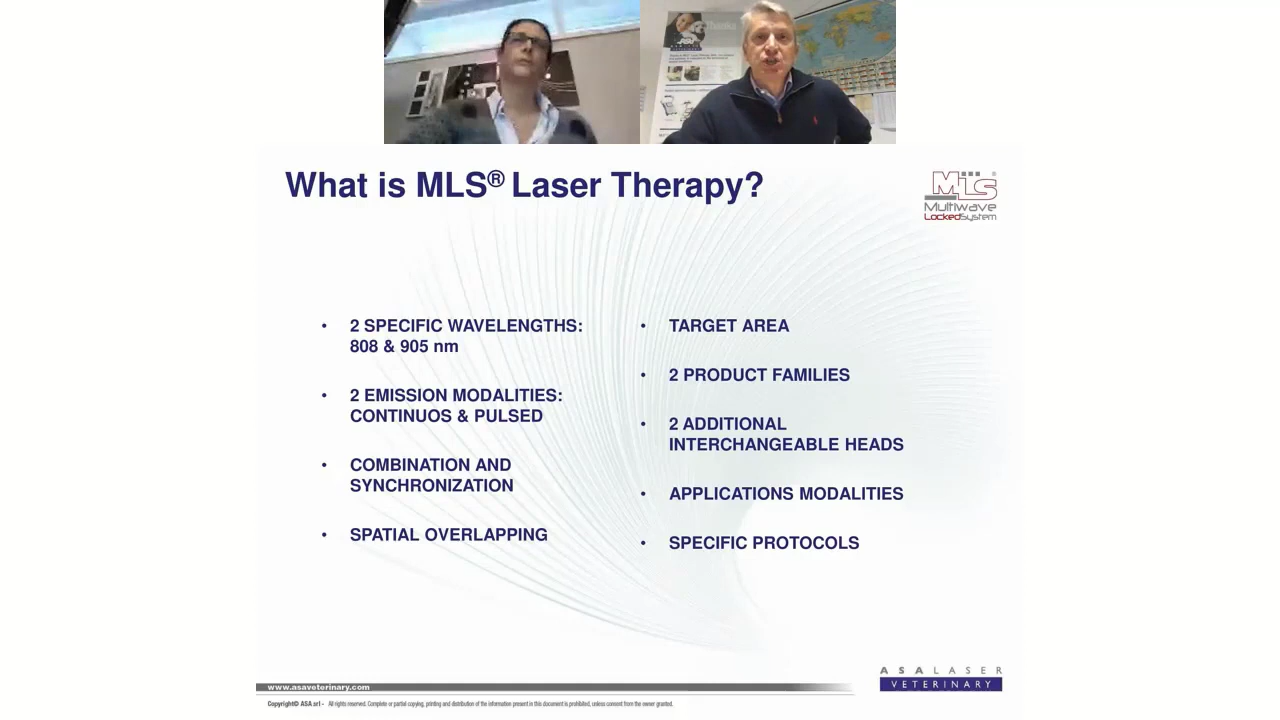 What is MLS® Laser Therapy?
MLS®
Multiwave
LockedSystem
• 2 SPECIFIC WAVELENGTHS:
808 & 905 nm
• 2 EMISSION MODALITIES:
CONTINUOS & PULSED
• COMBINATION AND
SYNCHRONIZATION
• SPATIAL OVERLAPPING
• TARGET AREA
• 2 PRODUCT FAMILIES
• 2 ADDITIONAL
INTERCHANGEABLE HEADS
• APPLICATIONS MODALITIES
• SPECIFIC PROTOCOLS
ASALASER
VETERINARY
www.asaveterinary.com
Copyright© ASA srl - All rights reserved. Complete or partial copying, printing and distribution of the information present in this document is prohibited, unless consent from the owner granted.